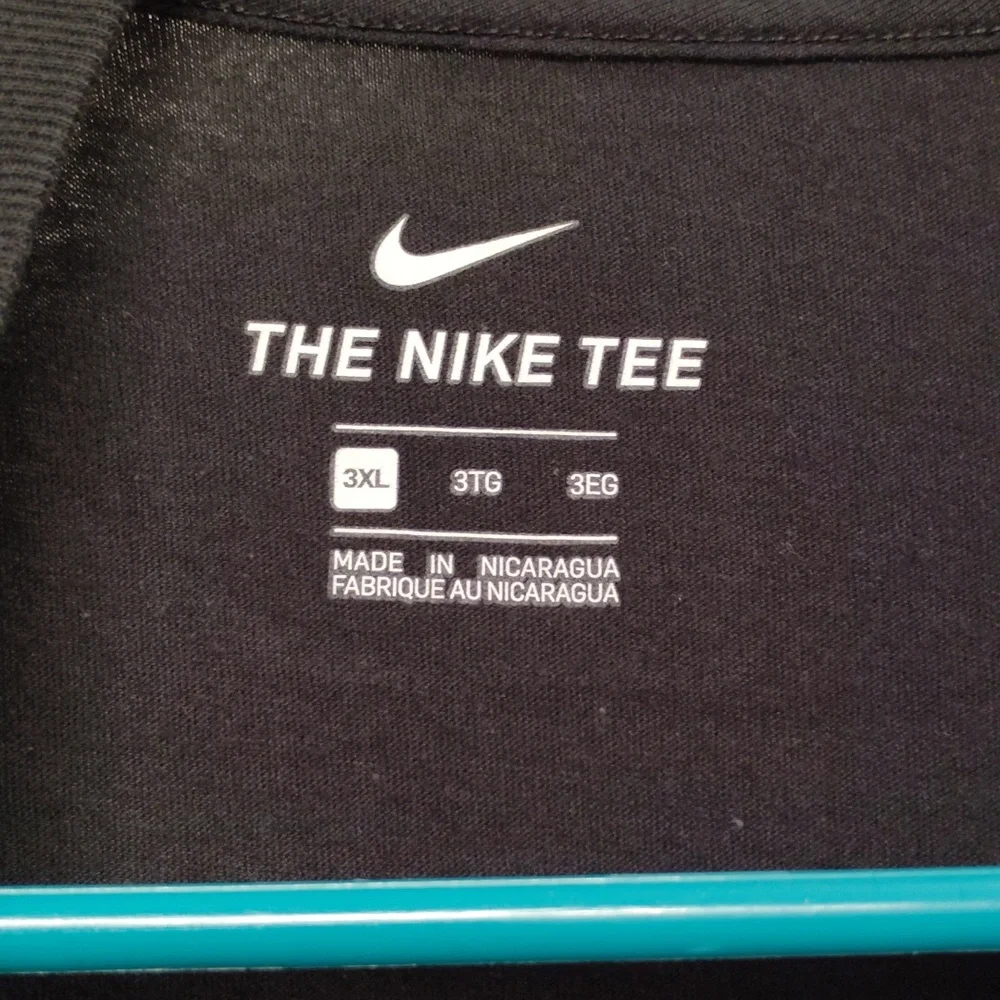 THE NIKE TEE
3XL 3TG 3EG
MADE IN NICARAGUA
FABRIQUE AU NICARAGUA